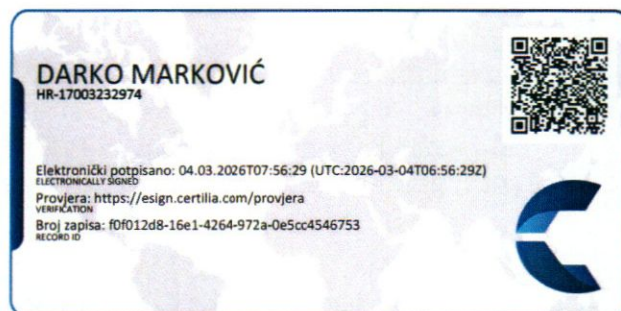 DARKO MARKOVIĆ
HR-17003232974
Elektronički potpisano: 04.03.2026T07:56:29 (UTC:2026-03-04T06:56:29Z)
ELECTRONICALLY SIGNED
Provjera: https://esign.certilia.com/provjera
VERIFICATION
Broj zapisa: f0f012d8-16e1-4264-972a-0e5cc4546753
RECORD ID